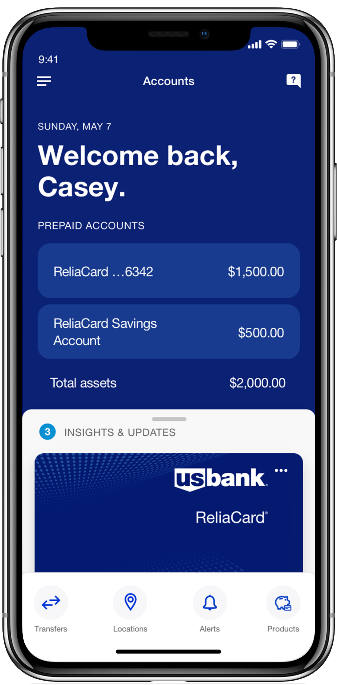 9:41
Accounts
?
SUNDAY, MAY 7
Welcome back,
Casey.
PREPAID ACCOUNTS
ReliaCard ...6342 $1,500.00
ReliaCard Savings
Account $500.00
Total assets $2,000.00
3 INSIGHTS & UPDATES
usbank
ReliaCard®
Transfers Locations Alerts Products